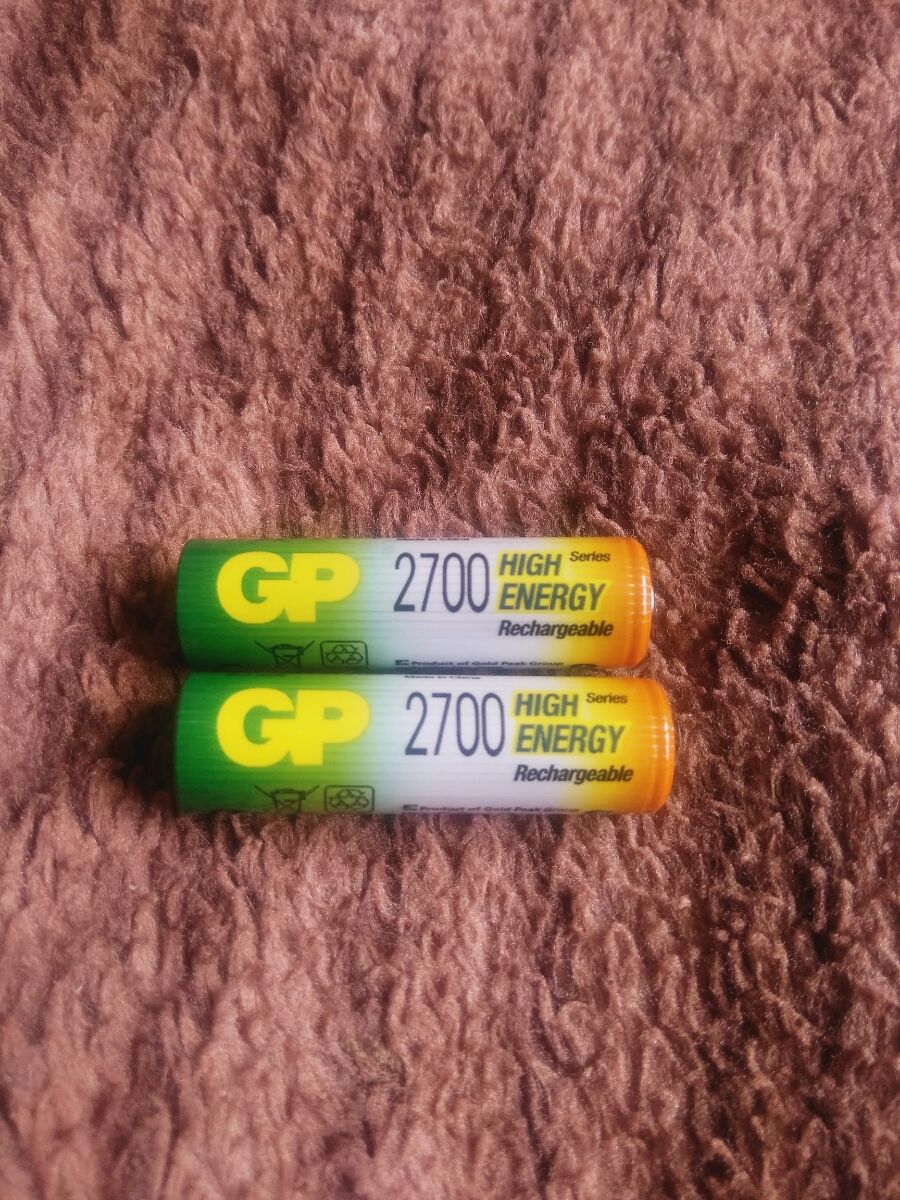 GP
2700
HIGH Series
ENERGY
Rechargeable
Product of Gold Peak Group
Made in China
GP
2700
HIGH Series
ENERGY
Rechargeable
Product of Gold Peak Group